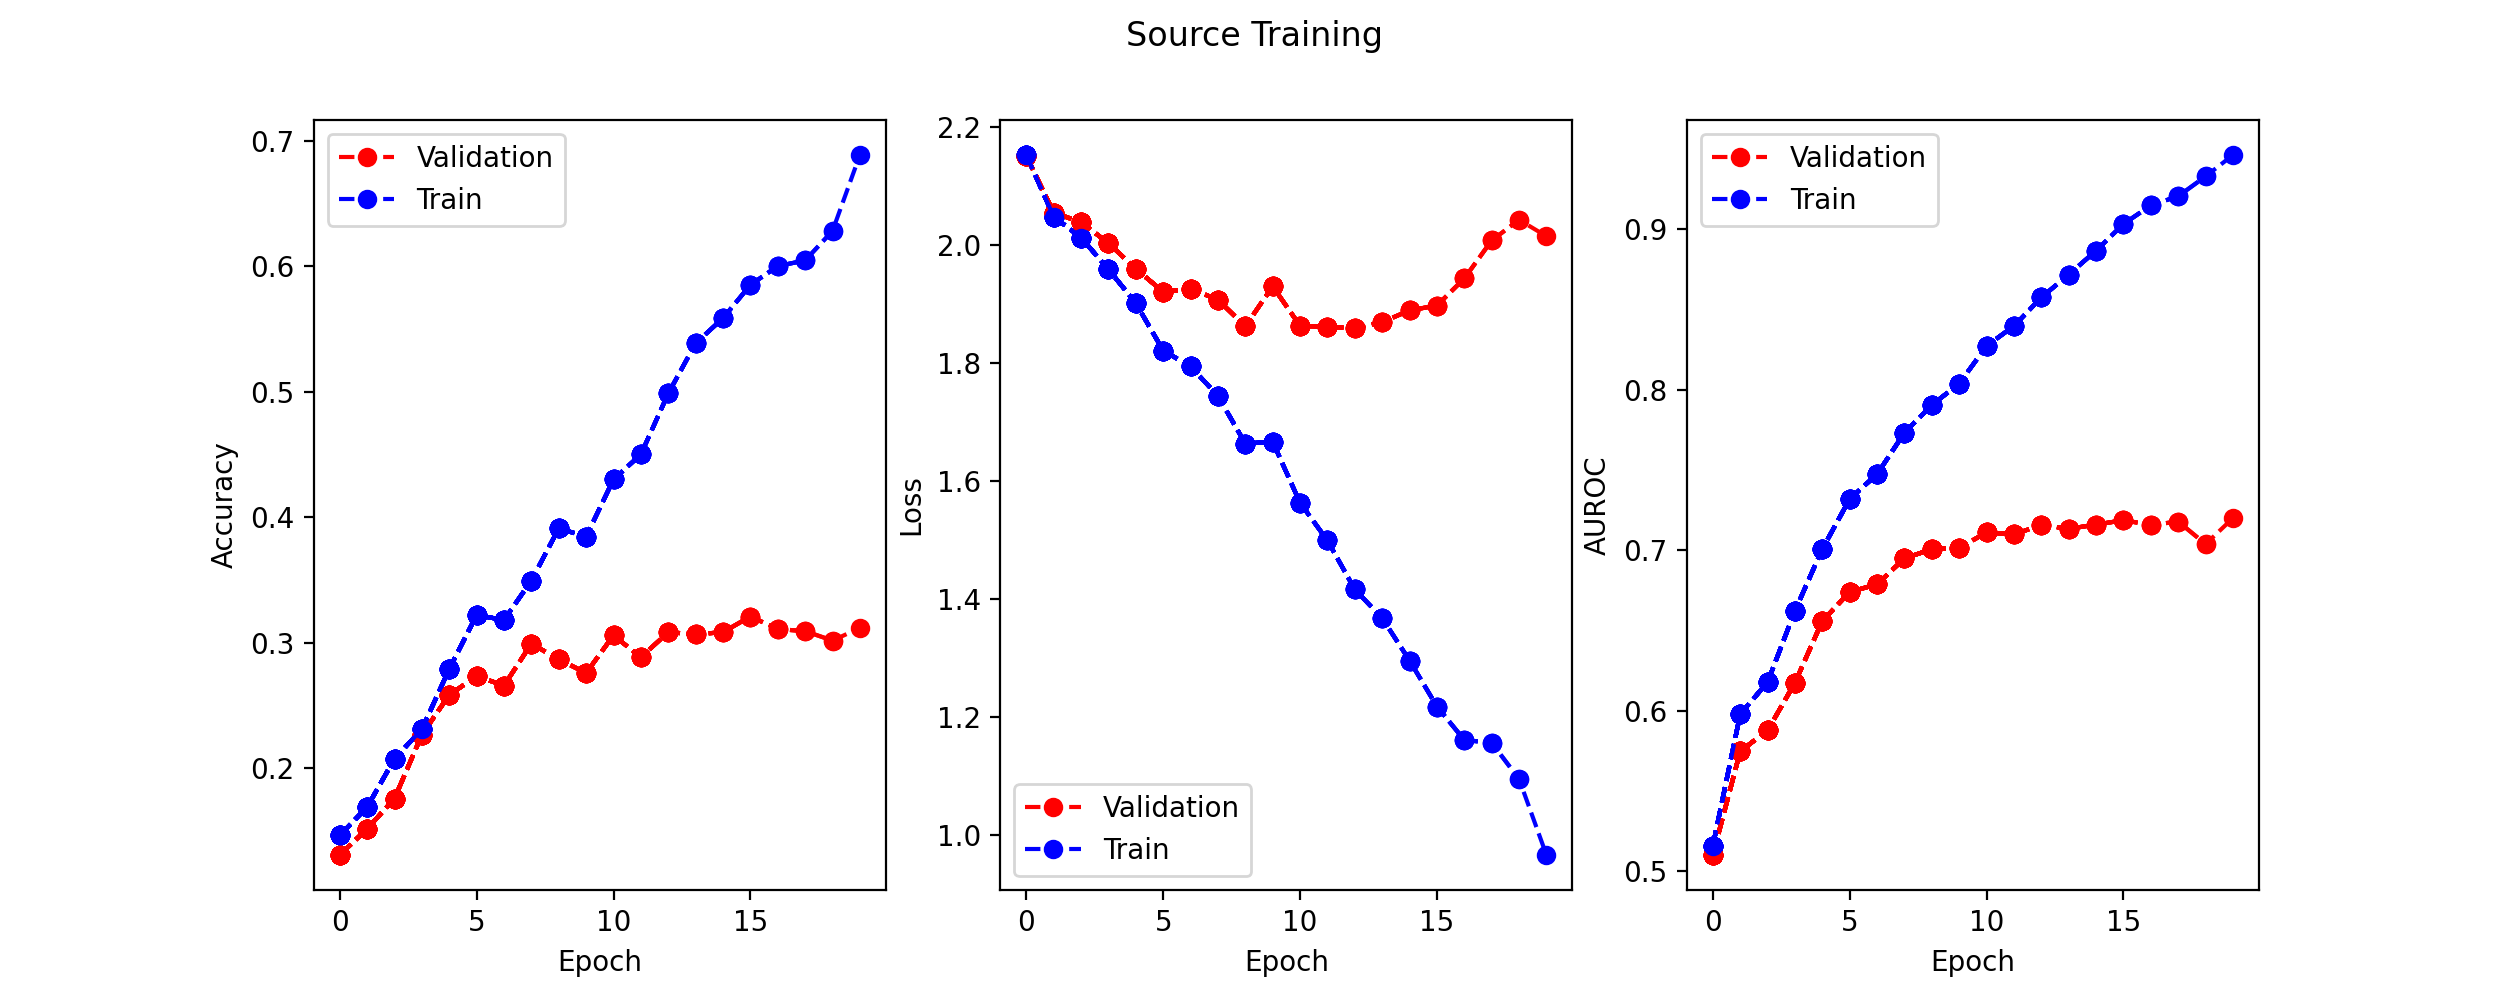 Source Training
Accuracy
0.7
0.6
0.5
0.4
0.3
0.2
Validation
Train
0 5 10 15
Epoch
Loss
2.2
2.0
1.8
1.6
1.4
1.2
1.0
Validation
Train
0 5 10 15
Epoch
AUROC
0.9
0.8
0.7
0.6
0.5
Validation
Train
0 5 10 15
Epoch